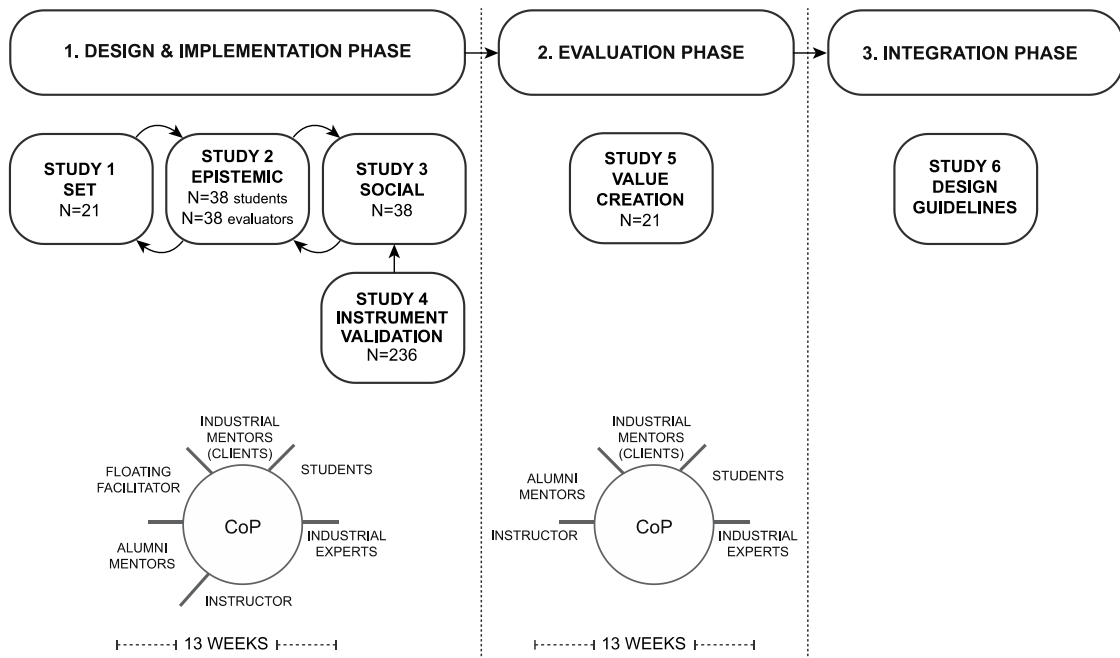 1. DESIGN & IMPLEMENTATION PHASE
2. EVALUATION PHASE
3. INTEGRATION PHASE
STUDY 1
SET
N=21
STUDY 2
EPISTEMIC
N=38 students
N=38 evaluators
STUDY 3
SOCIAL
N=38
STUDY 4
INSTRUMENT
VALIDATION
N=236
STUDY 5
VALUE
CREATION
N=21
STUDY 6
DESIGN
GUIDELINES
INDUSTRIAL
MENTORS
(CLIENTS)
FLOATING
FACILITATOR
STUDENTS
CoP
ALUMNI
MENTORS
INDUSTRIAL
EXPERTS
INSTRUCTOR
13 WEEKS
INDUSTRIAL
MENTORS
(CLIENTS)
ALUMNI
MENTORS
STUDENTS
CoP
INSTRUCTOR
INDUSTRIAL
EXPERTS
13 WEEKS